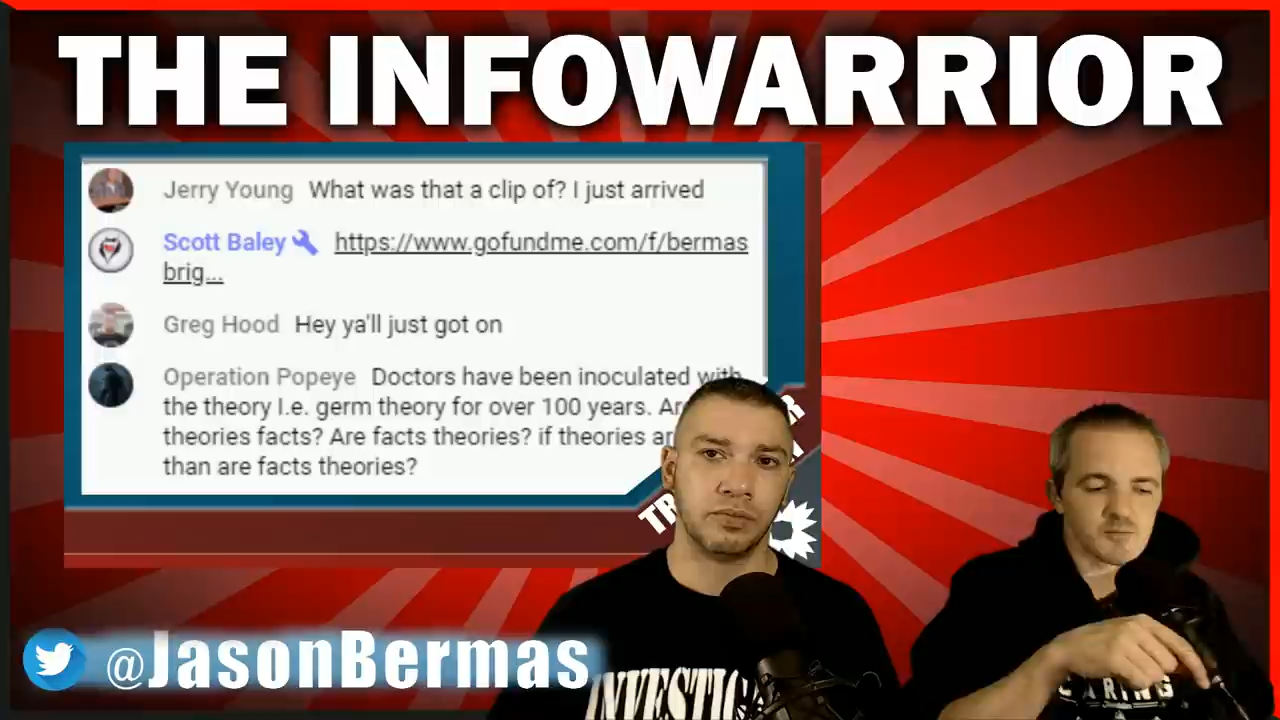 THE INFOWARRIOR
Jerry Young What was that a clip of? I just arrived
Scott Baley https://www.gofundme.com/f/bermas
brig...
Greg Hood Hey ya'll just got on
Operation Popeye Doctors have been inoculated with
the theory I.e. germ theory for over 100 years.
theories facts? Are facts theories? if theories
than are facts theories?
@JasonBermas